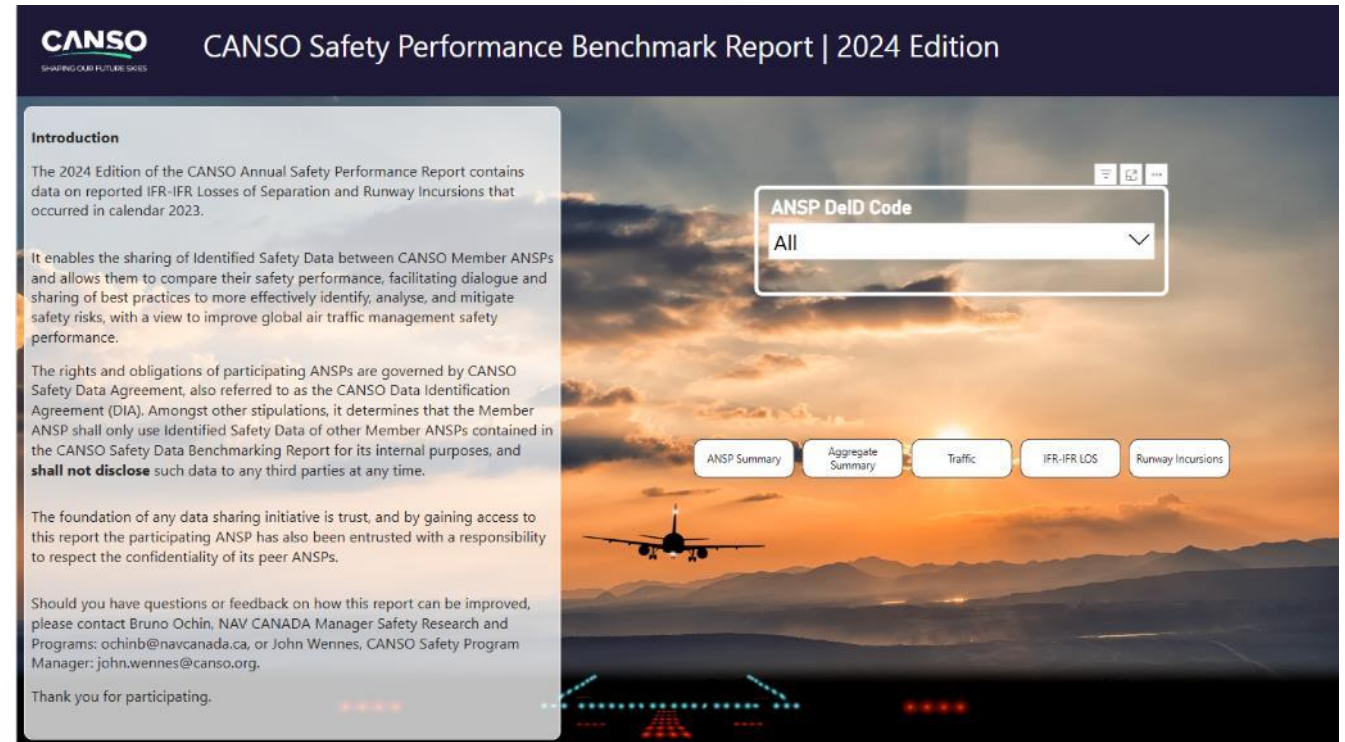 CANSO
SHAPING OUR FUTURE SKIES
CANSO Safety Performance Benchmark Report | 2024 Edition
Introduction
The 2024 Edition of the CANSO Annual Safety Performance Report contains
data on reported IFR-IFR Losses of Separation and Runway Incursions that
occurred in calendar 2023.
It enables the sharing of Identified Safety Data between CANSO Member ANSPs
and allows them to compare their safety performance, facilitating dialogue and
sharing of best practices to more effectively identify, analyse, and mitigate
safety risks, with a view to improve global air traffic management safety
performance.
The rights and obligations of participating ANSPs are governed by CANSO
Safety Data Agreement, also referred to as the CANSO Data Identification
Agreement (DIA). Amongst other stipulations, it determines that the Member
ANSP shall only use Identified Safety Data of other Member ANSPs contained in
the CANSO Safety Data Benchmarking Report for its internal purposes, and
shall not disclose such data to any third parties at any time.
The foundation of any data sharing initiative is trust, and by gaining access to
this report the participating ANSP has also been entrusted with a responsibility
to respect the confidentiality of its peer ANSPs.
Should you have questions or feedback on how this report can be improved,
please contact Bruno Ochin, NAV CANADA Manager Safety Research and
Programs: ochinb@navcanada.ca, or John Wennes, CANSO Safety Program
Manager: john.wennes@canso.org.
Thank you for participating.
ANSP DeID Code
All
ANSP Summary
Aggregate
Summary
Traffic
IFR-IFR LOS
Runway Incursions